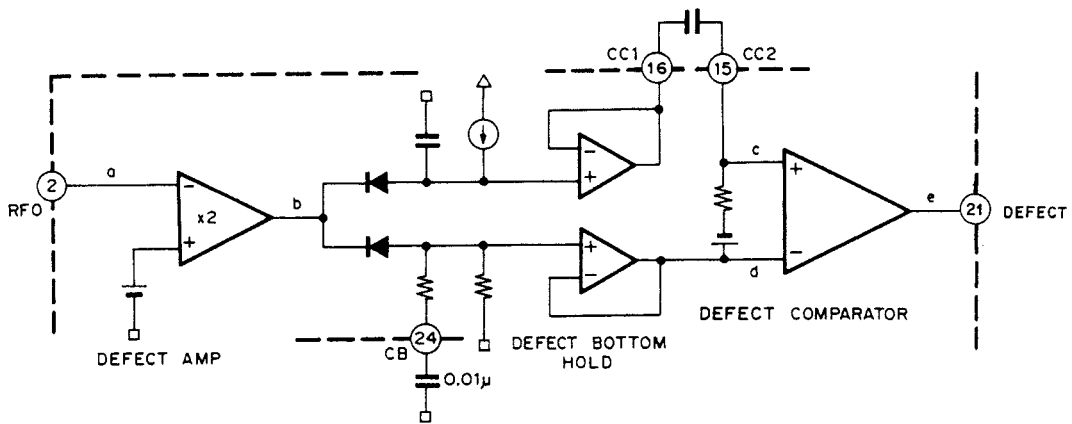 CC1
16
15
CC2
2
RFO
a
-
x2
+
b
-
+
+
-
c
+
-
d
e
21
DEFECT
24
CB
0.01μ
DEFECT AMP
DEFECT BOTTOM
HOLD
DEFECT COMPARATOR